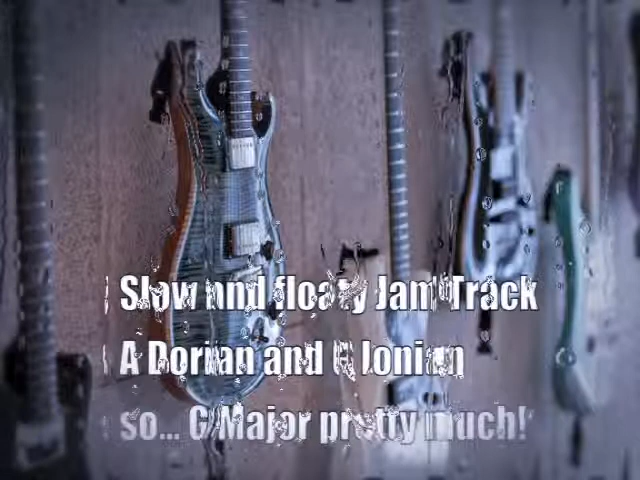 Slow and floaty Jam Track
A Dorian and G Ionian
so... G Major pretty much!